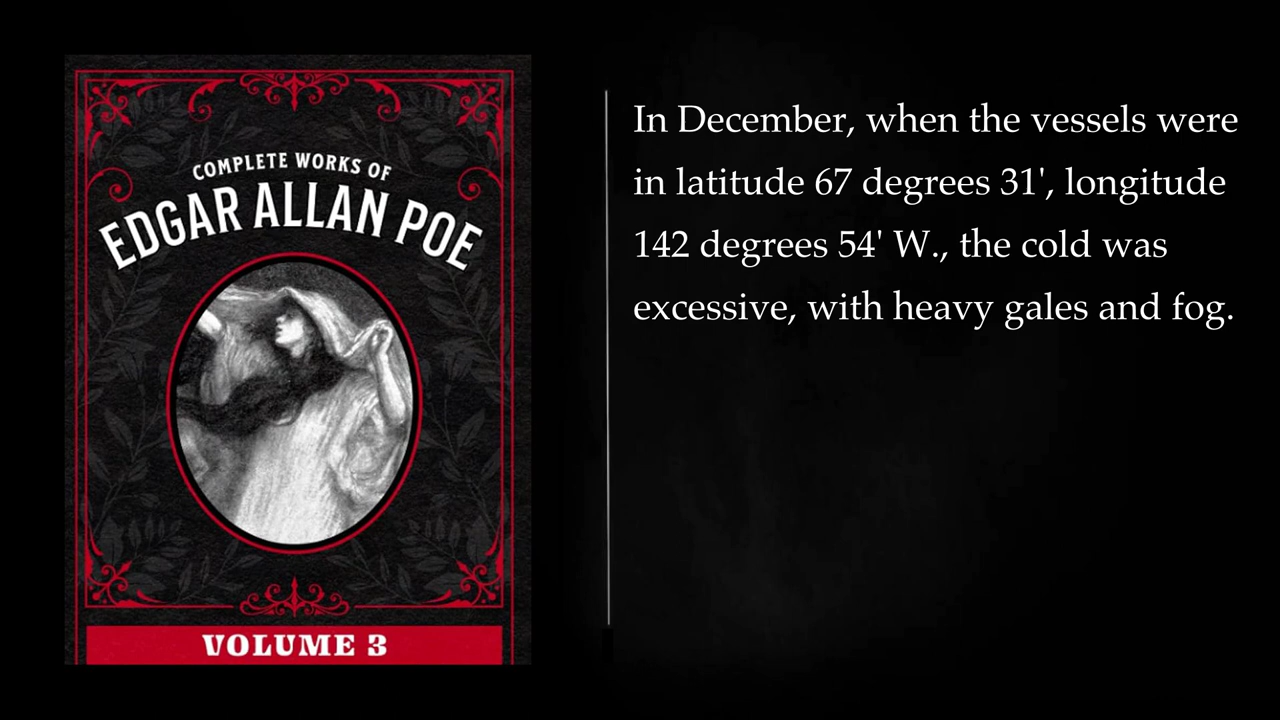 COMPLETE WORKS OF
EDGAR ALLAN POE
VOLUME 3
In December, when the vessels were
in latitude 67 degrees 31', longitude
142 degrees 54' W., the cold was
excessive, with heavy gales and fog.